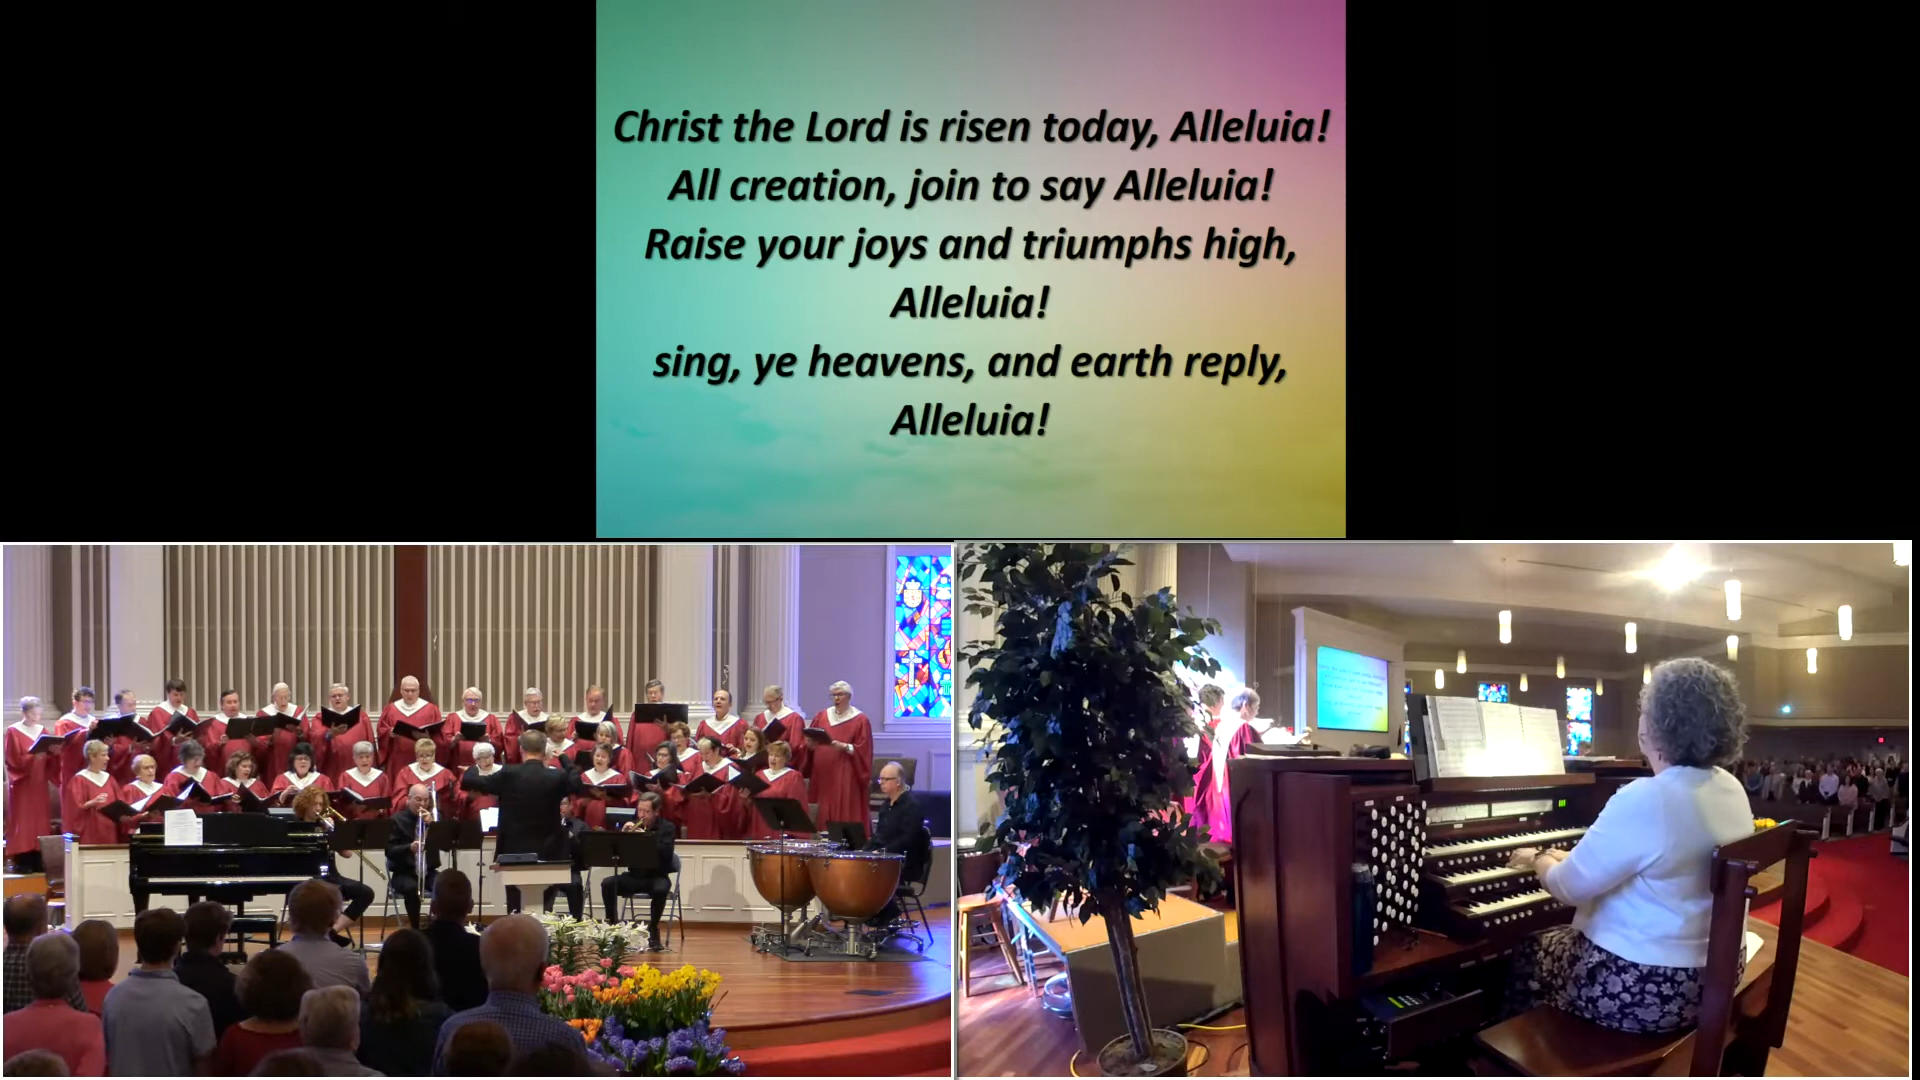 Christ the Lord is risen today, Alleluia!
All creation, join to say Alleluia!
Raise your joys and triumphs high,
Alleluia!
sing, ye heavens, and earth reply,
Alleluia!